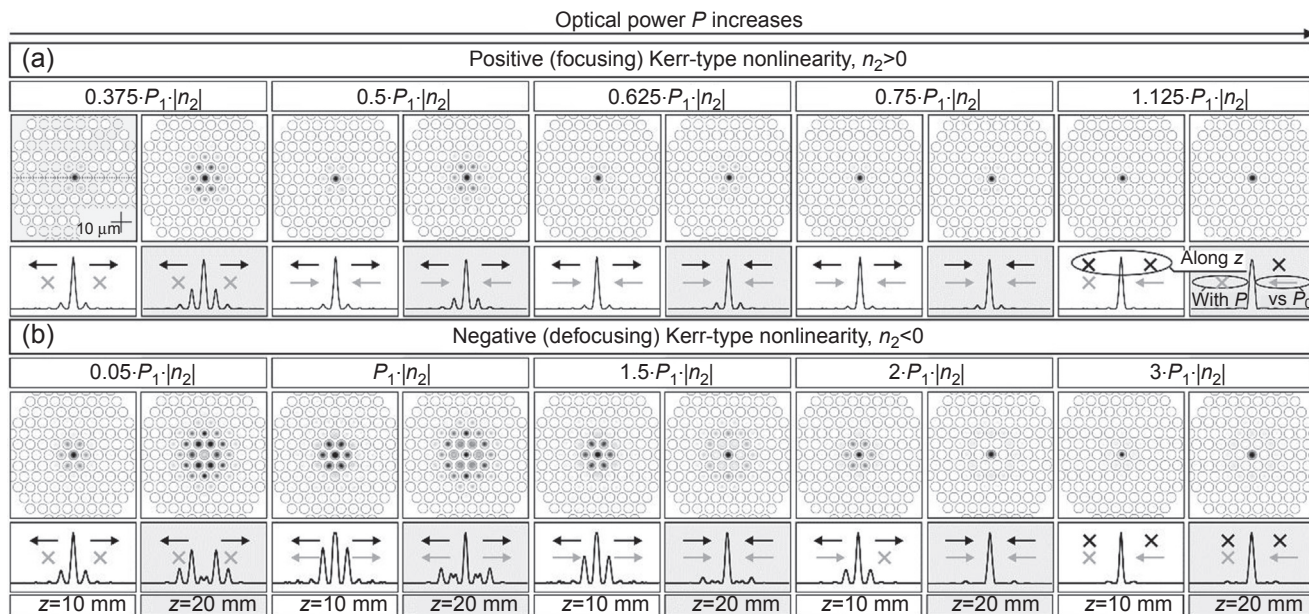 Optical power P increases
(a)
Positive (focusing) Kerr-type nonlinearity, n₂>0
0.375·P₁·|n₂|
0.5·P₁·|n₂|
0.625·P₁·|n₂|
0.75·P₁·|n₂|
1.125·P₁·|n₂|
10 μm
Along z
With P
vs P₀
(b)
Negative (defocusing) Kerr-type nonlinearity, n₂<0
0.05·P₁·|n₂|
P₁·|n₂|
1.5·P₁·|n₂|
2·P₁·|n₂|
3·P₁·|n₂|
z=10 mm
z=20 mm
z=10 mm
z=20 mm
z=10 mm
z=20 mm
z=10 mm
z=20 mm
z=10 mm
z=20 mm